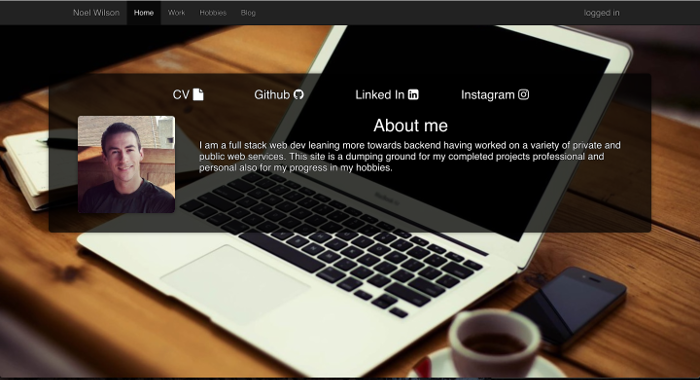 Noel Wilson Home Work Hobbies Blog logged in
CV Github Linked In Instagram
About me
I am a full stack web dev leaning more towards backend having worked on a variety of private and
public web services. This site is a dumping ground for my completed projects professional and
personal also for my progress in my hobbies.